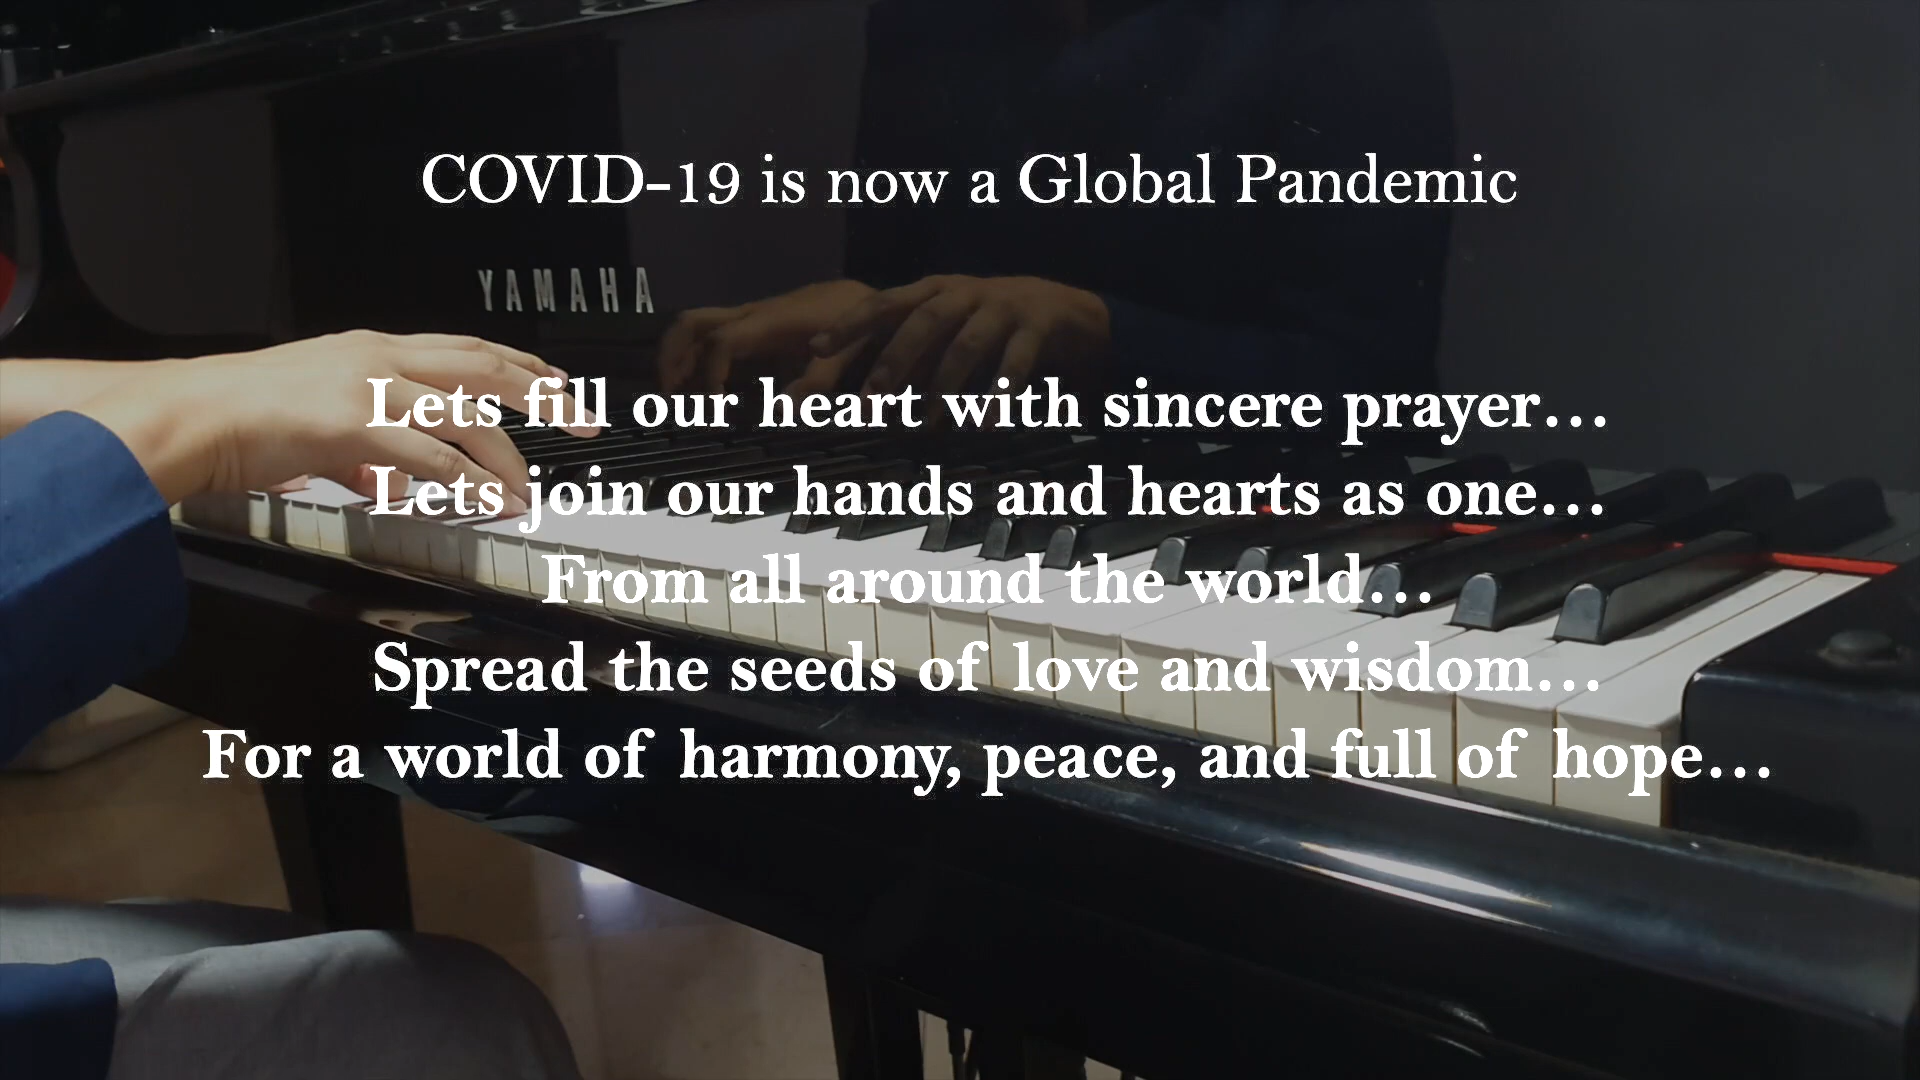 COVID-19 is now a Global Pandemic
YAMAHA
Lets fill our heart with sincere prayer...
Lets join our hands and hearts as one...
From all around the world...
Spread the seeds of love and wisdom...
For a world of harmony, peace, and full of hope...